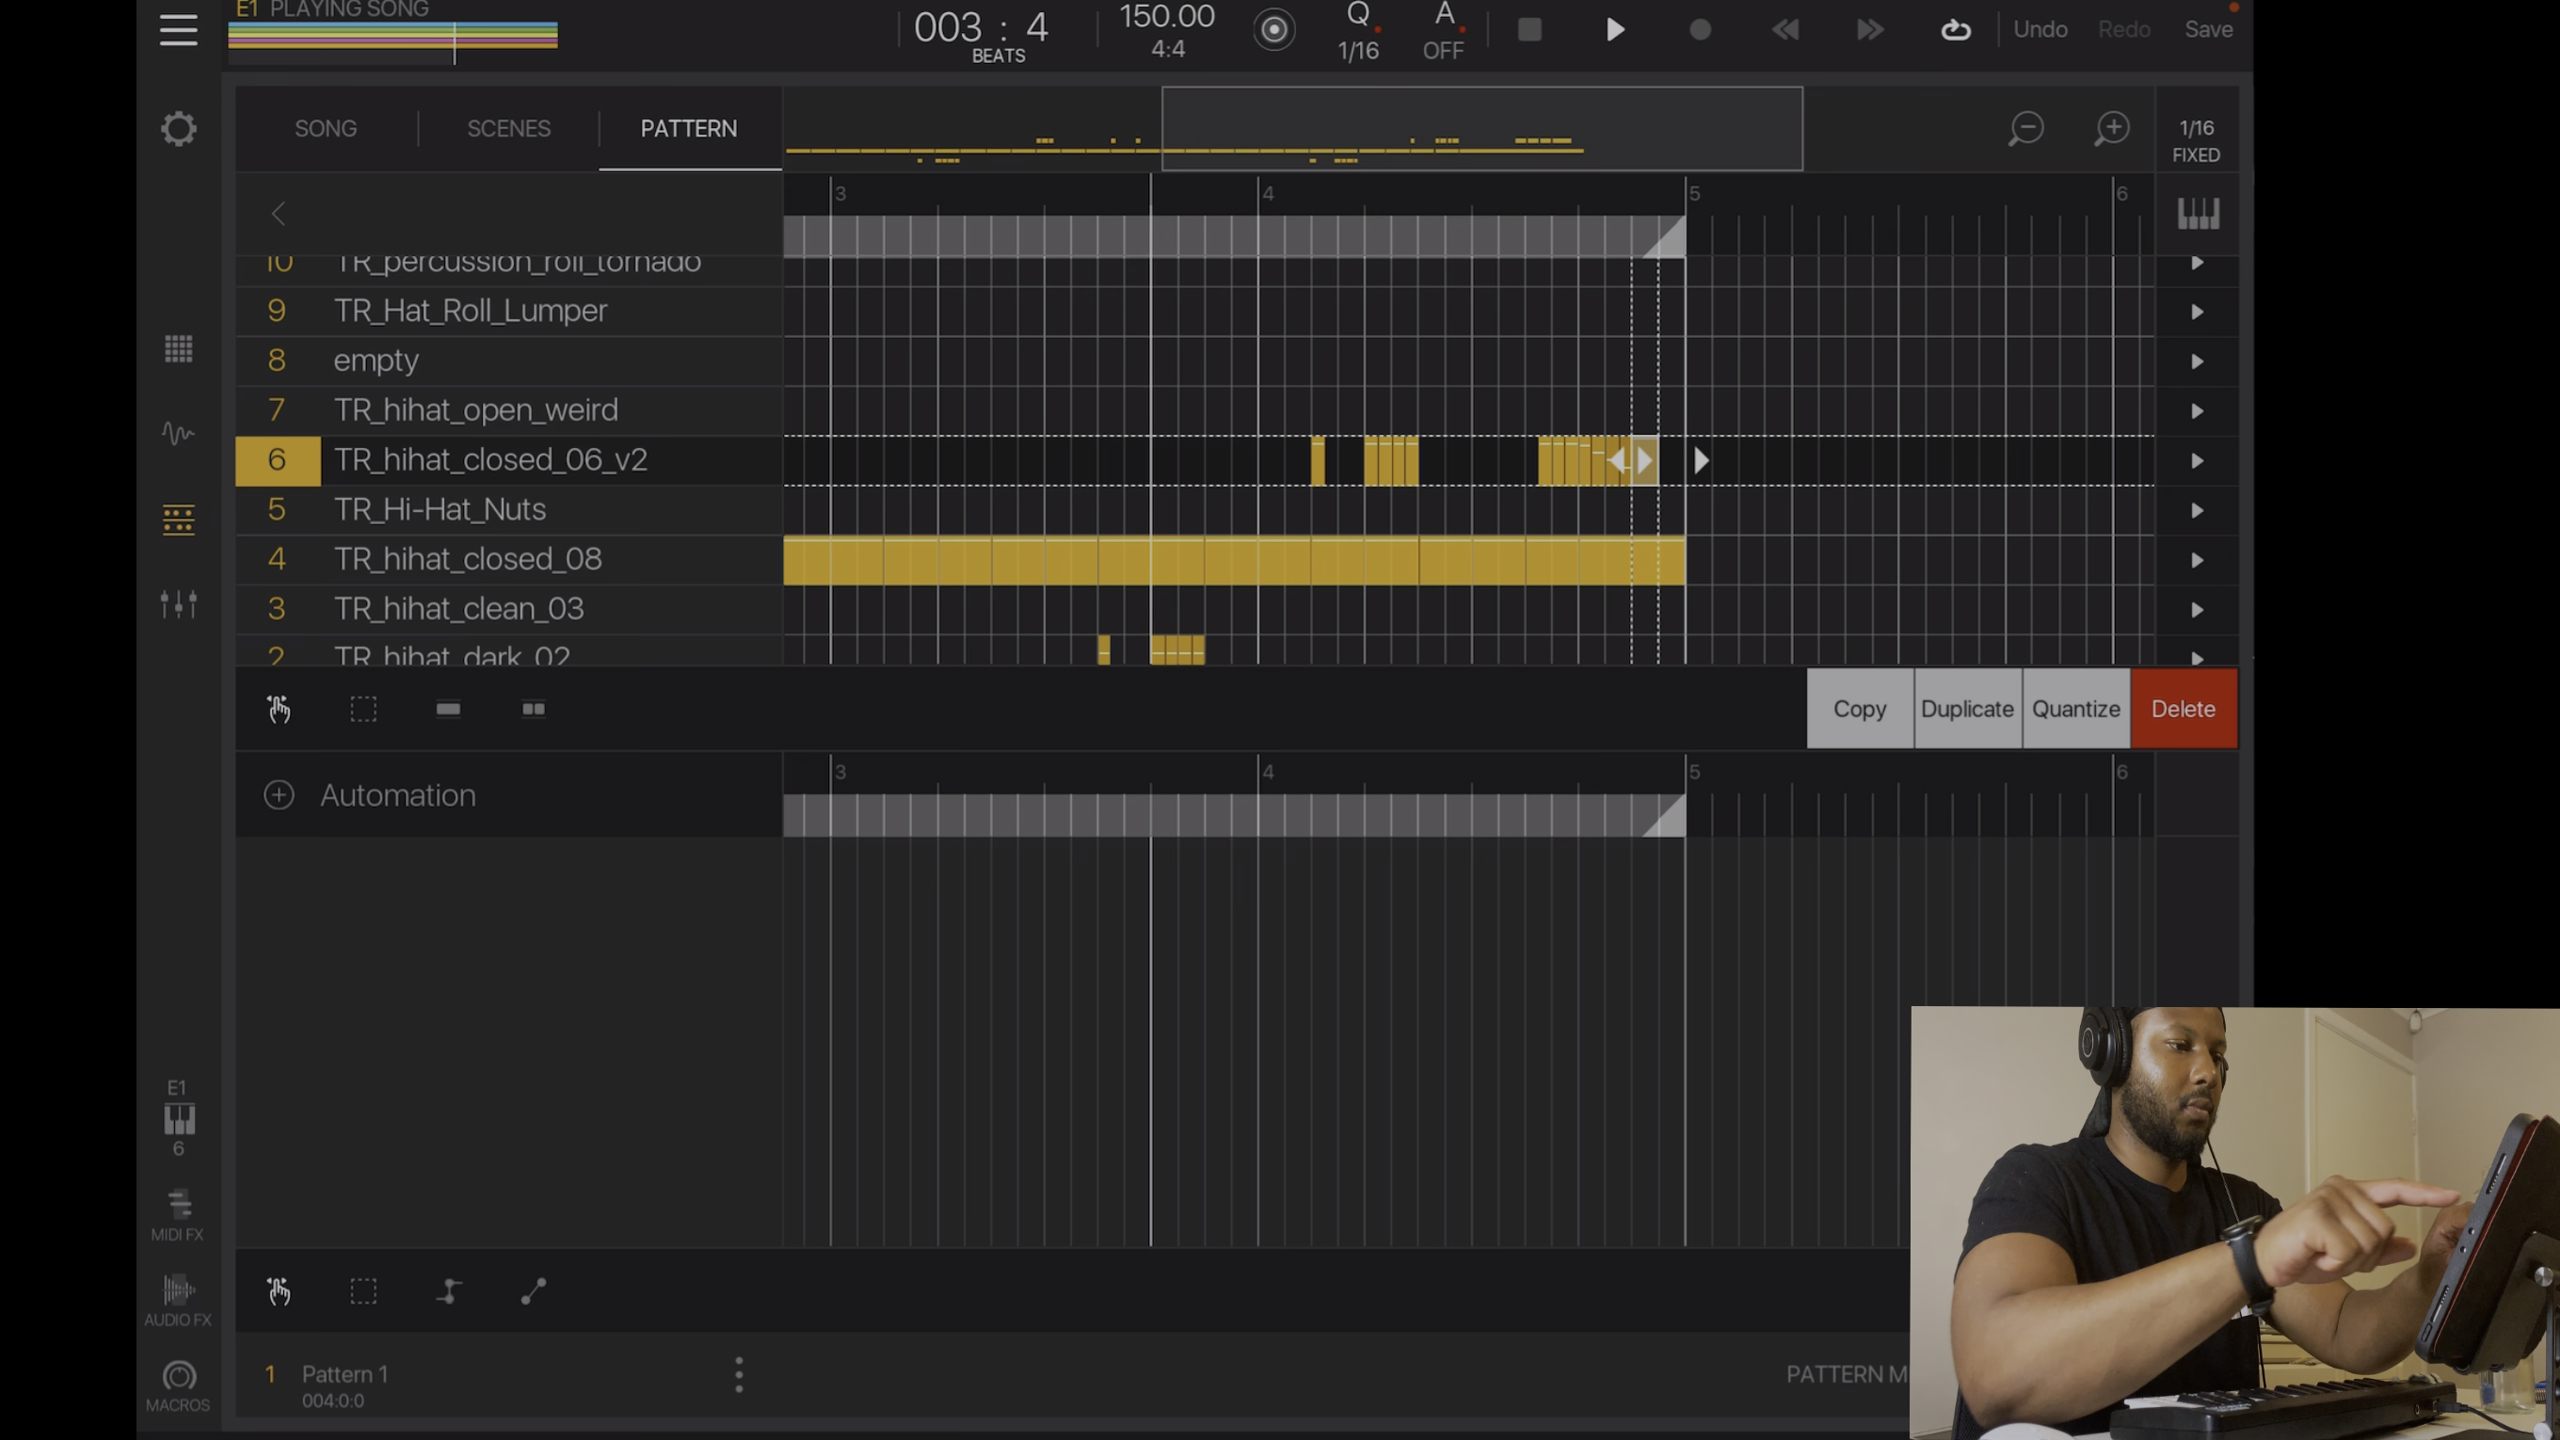 E1 PLAYING SONG
003 : 4
BEATS
150.00
4:4
Q
1/16
A
OFF
Undo
Redo
Save
SONG
SCENES
PATTERN
1/16
FIXED
3
4
5
6
10 TR_percussion_roll_tornado
9 TR_Hat_Roll_Lumper
8 empty
7 TR_hihat_open_weird
6 TR_hihat_closed_06_v2
5 TR_Hi-Hat_Nuts
4 TR_hihat_closed_08
3 TR_hihat_clean_03
2 TR_hihat_dark_02
Copy
Duplicate
Quantize
Delete
Automation
3
4
5
6
E1
6
MIDI FX
AUDIO FX
MACROS
1 Pattern 1
004:0:0
PATTERN M